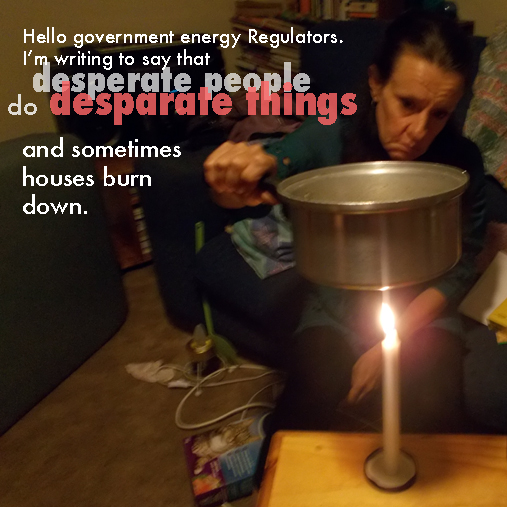 Hello government energy Regulators.
I'm writing to say that
desperate people
do desparate things
and sometimes
houses burn
down.